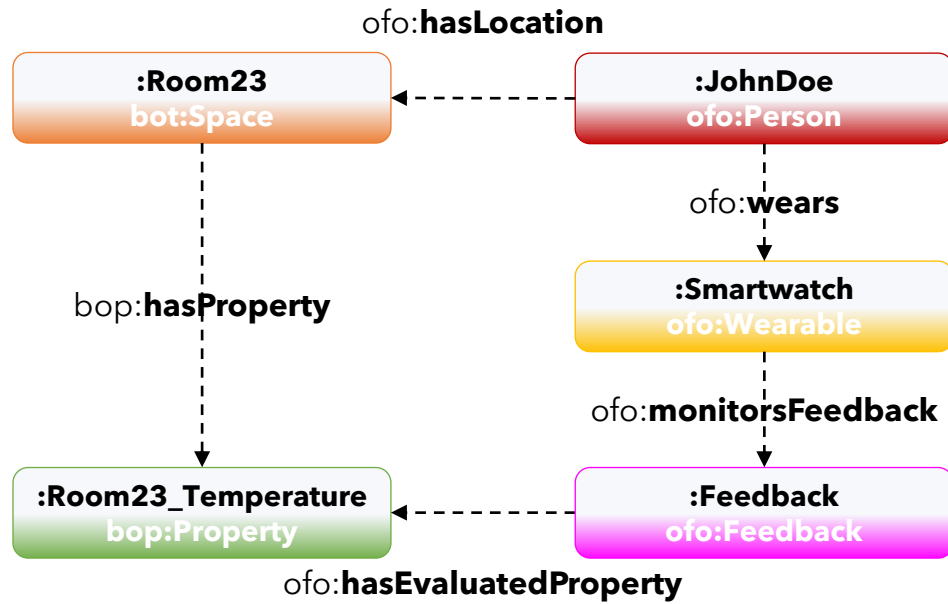 ofo:hasLocation
:Room23
bot:Space
:JohnDoe
ofo:Person
ofo:wears
:Smartwatch
ofo:Wearable
bop:hasProperty
ofo:monitorsFeedback
:Room23_Temperature
bop:Property
:Feedback
ofo:Feedback
ofo:hasEvaluatedProperty